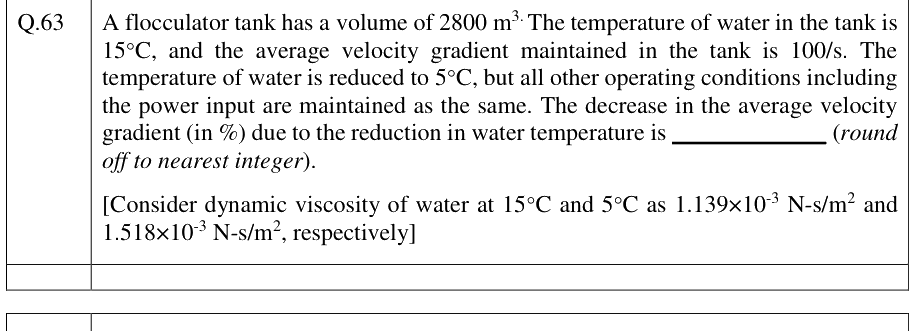 Q.63
A flocculator tank has a volume of 2800 m³. The temperature of water in the tank is
15°C, and the average velocity gradient maintained in the tank is 100/s. The
temperature of water is reduced to 5°C, but all other operating conditions including
the power input are maintained as the same. The decrease in the average velocity
gradient (in %) due to the reduction in water temperature is ____________ (round
off to nearest integer).
[Consider dynamic viscosity of water at 15°C and 5°C as 1.139×10⁻³ N-s/m² and
1.518×10⁻³ N-s/m², respectively]